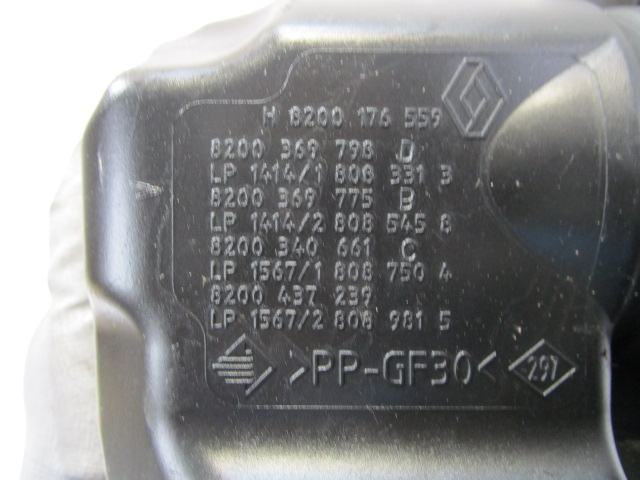 H 8200 176 559
8200 369 798 D
LP 1414/1 808 331 3
8200 369 775 B
LP 1414/2 808 545 8
8200 340 661 C
LP 1567/1 808 750 4
8200 437 239
LP 1567/2 808 981 5
>PP-GF30< 297